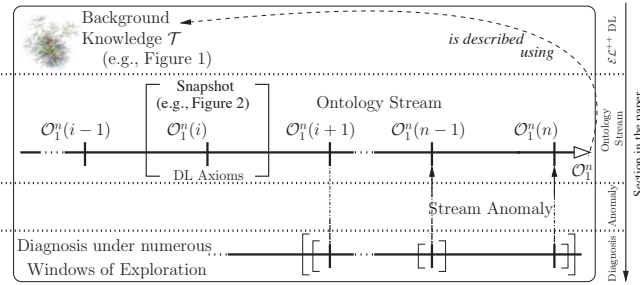 Background
Knowledge 𝒯
(e.g., Figure 1)
is described
using
ℰℒ⁺⁺ DL
Snapshot
(e.g., Figure 2)
Ontology Stream
𝒪₁ⁿ(i − 1)
𝒪₁ⁿ(i)
𝒪₁ⁿ(i + 1)
𝒪₁ⁿ(n − 1)
𝒪₁ⁿ(n)
𝒪₁ⁿ
DL Axioms
Ontology
Stream
Stream Anomaly
Anomaly
Diagnosis under numerous
Windows of Exploration
Diagnosis
Section in the paper